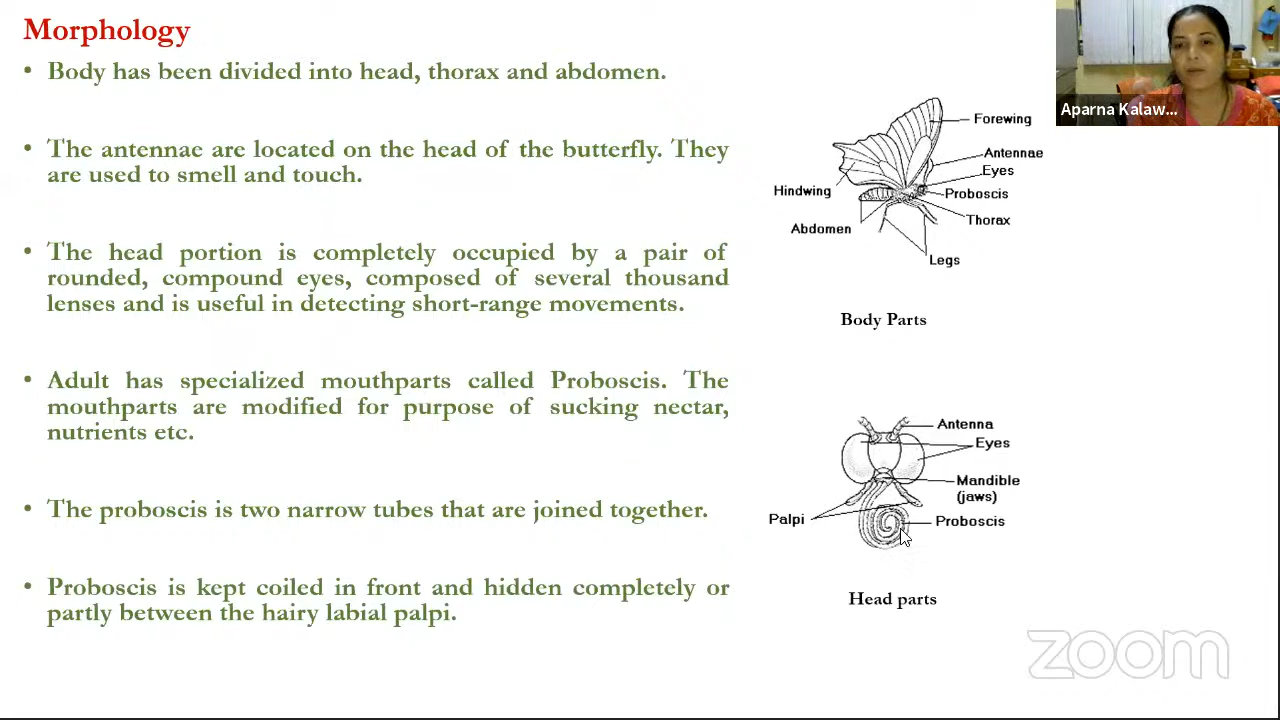 Morphology
• Body has been divided into head, thorax and abdomen.
• The antennae are located on the head of the butterfly. They
are used to smell and touch.
• The head portion is completely occupied by a pair of
rounded, compound eyes, composed of several thousand
lenses and is useful in detecting short-range movements.
• Adult has specialized mouthparts called Proboscis. The
mouthparts are modified for purpose of sucking nectar,
nutrients etc.
• The proboscis is two narrow tubes that are joined together.
• Proboscis is kept coiled in front and hidden completely or
partly between the hairy labial palpi.
Aparna Kalaw...
Forewing
Antennae
Eyes
Hindwing
Proboscis
Thorax
Abdomen
Legs
Body Parts
Antenna
Eyes
Mandible
(jaws)
Palpi
Proboscis
Head parts
zoom